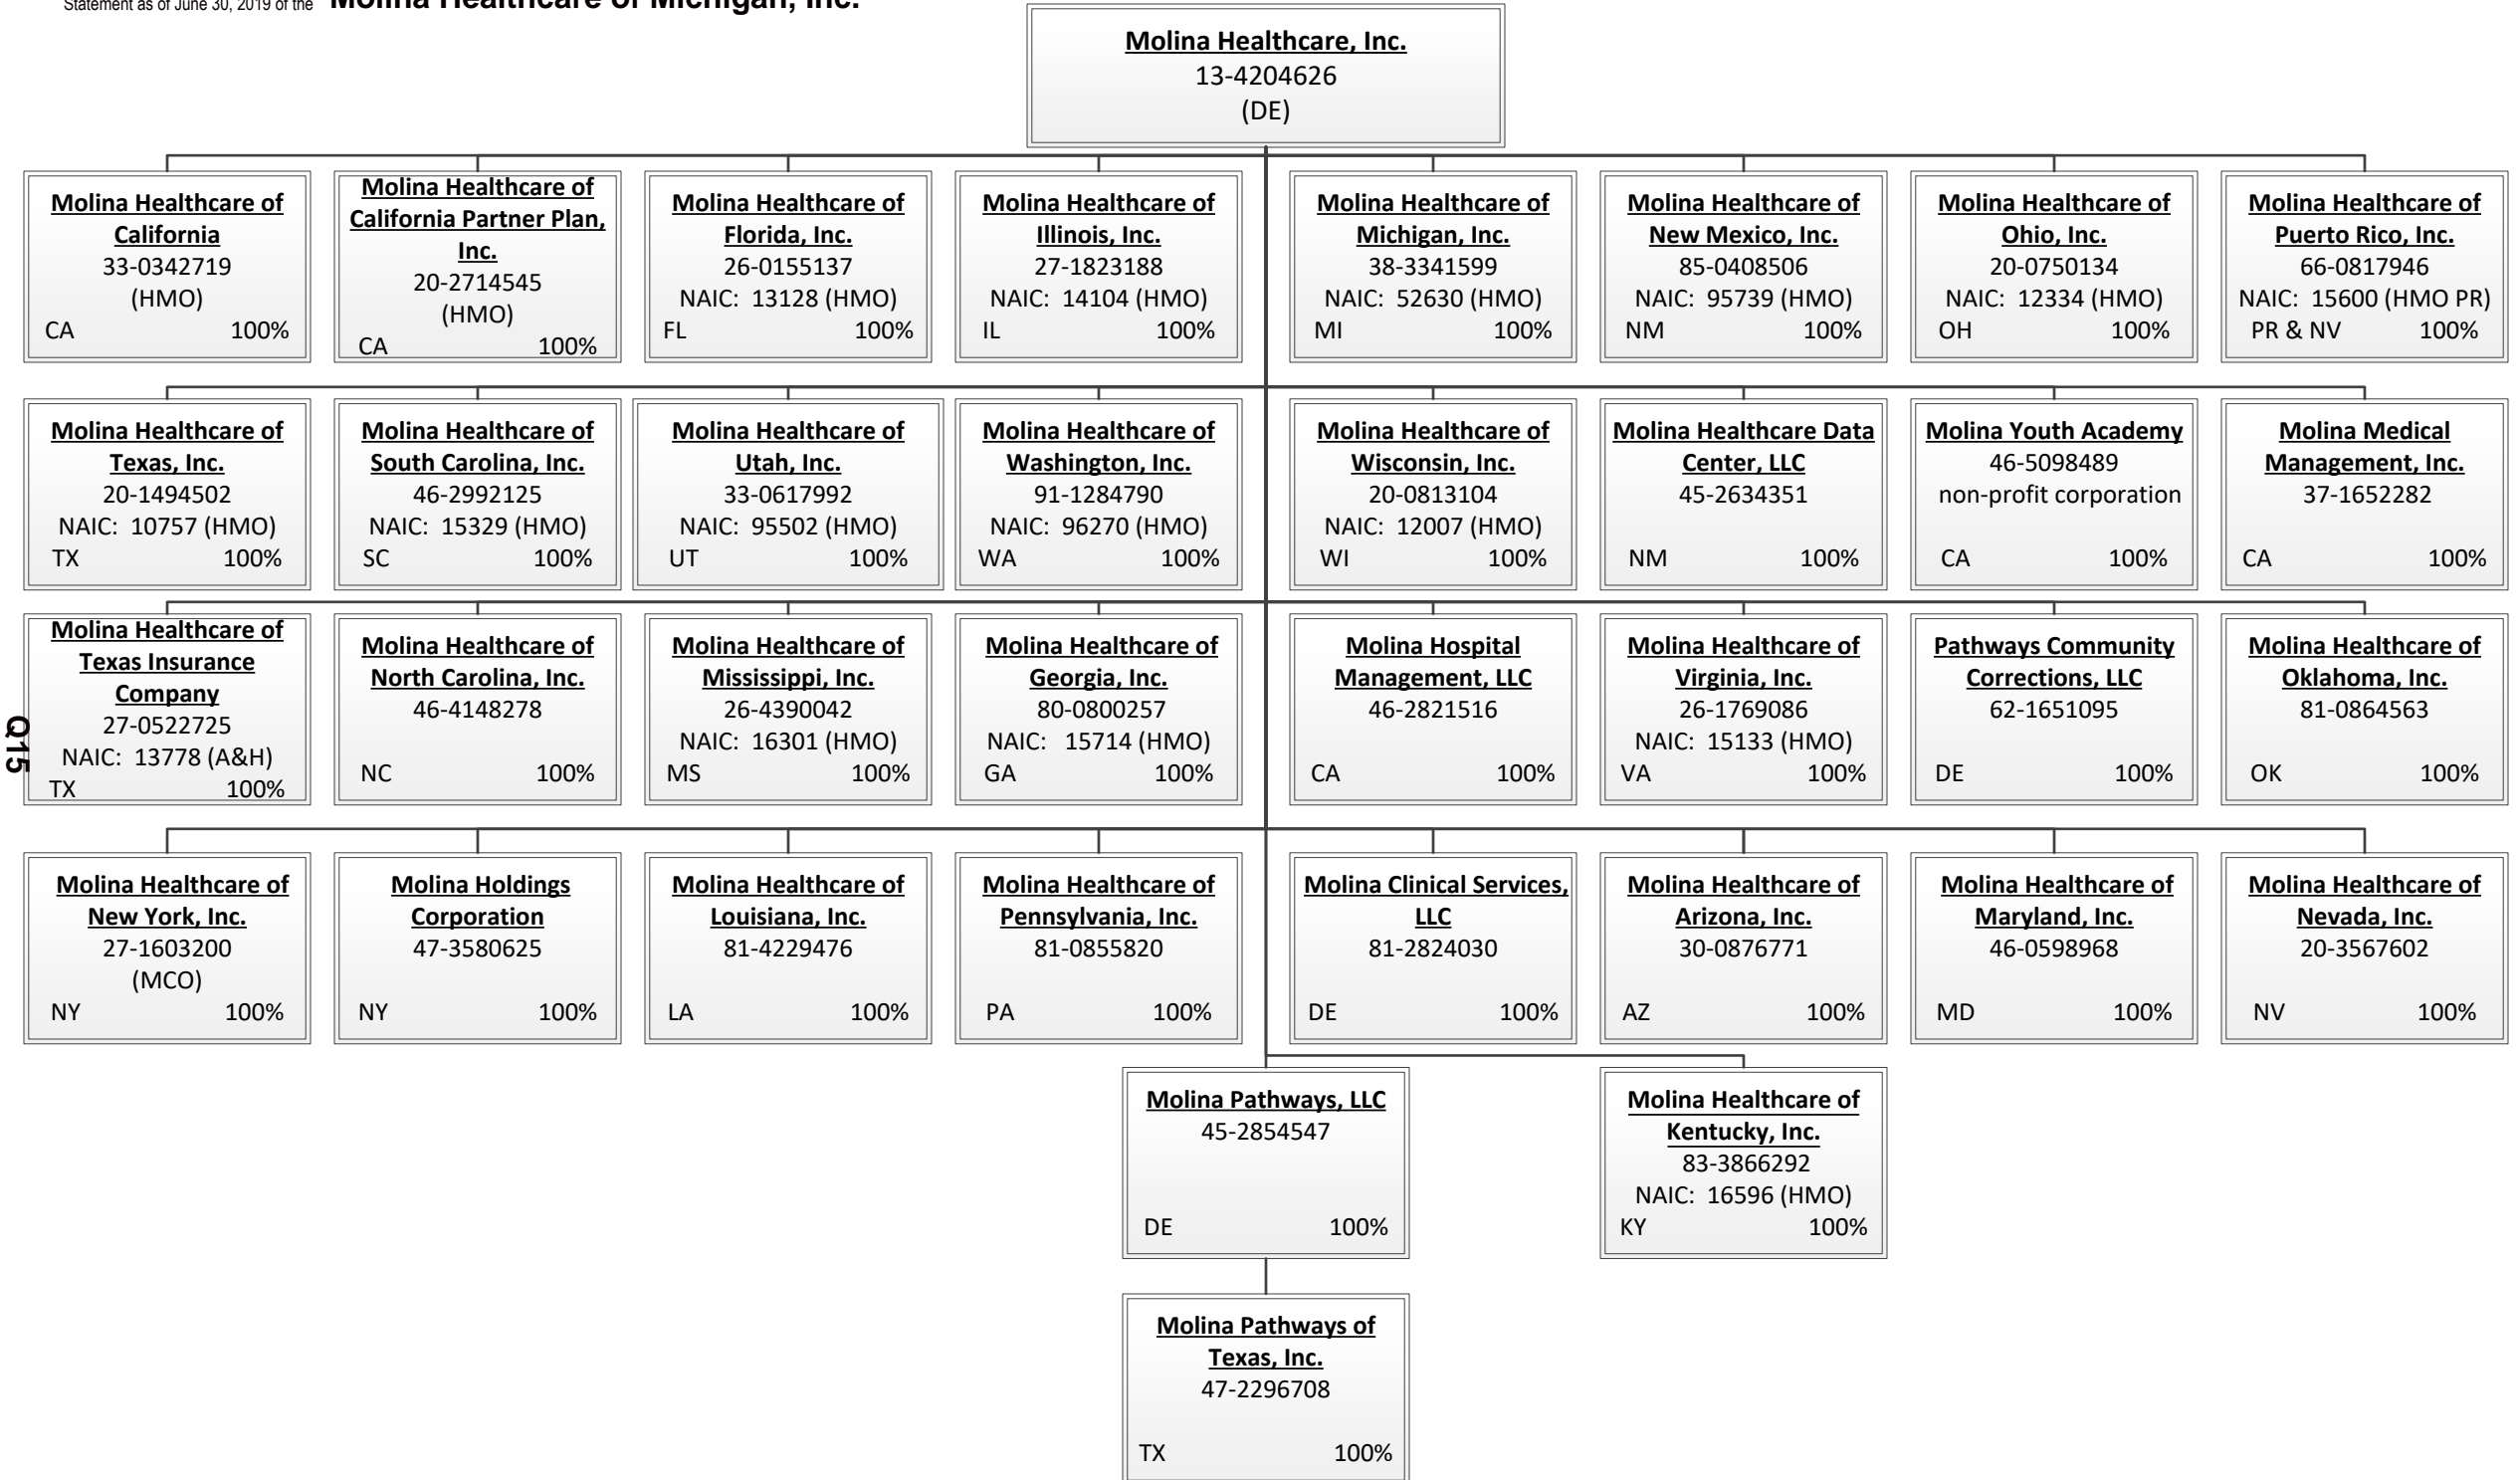 Statement as of June 30, 2019 of the Molina Healthcare of Michigan, Inc.
Molina Healthcare, Inc.
13-4204626
(DE)
Molina Healthcare of
California
33-0342719
(HMO)
CA 100%
Molina Healthcare of
California Partner Plan,
Inc.
20-2714545
(HMO)
CA 100%
Molina Healthcare of
Florida, Inc.
26-0155137
NAIC: 13128 (HMO)
FL 100%
Molina Healthcare of
Illinois, Inc.
27-1823188
NAIC: 14104 (HMO)
IL 100%
Molina Healthcare of
Michigan, Inc.
38-3341599
NAIC: 52630 (HMO)
MI 100%
Molina Healthcare of
New Mexico, Inc.
85-0408506
NAIC: 95739 (HMO)
NM 100%
Molina Healthcare of
Ohio, Inc.
20-0750134
NAIC: 12334 (HMO)
OH 100%
Molina Healthcare of
Puerto Rico, Inc.
66-0817946
NAIC: 15600 (HMO PR)
PR & NV 100%
Molina Healthcare of
Texas, Inc.
20-1494502
NAIC: 10757 (HMO)
TX 100%
Molina Healthcare of
South Carolina, Inc.
46-2992125
NAIC: 15329 (HMO)
SC 100%
Molina Healthcare of
Utah, Inc.
33-0617992
NAIC: 95502 (HMO)
UT 100%
Molina Healthcare of
Washington, Inc.
91-1284790
NAIC: 96270 (HMO)
WA 100%
Molina Healthcare of
Wisconsin, Inc.
20-0813104
NAIC: 12007 (HMO)
WI 100%
Molina Healthcare Data
Center, LLC
45-2634351
NM 100%
Molina Youth Academy
46-5098489
non-profit corporation
CA 100%
Molina Medical
Management, Inc.
37-1652282
CA 100%
Molina Healthcare of
Texas Insurance
Company
27-0522725
NAIC: 13778 (A&H)
TX 100%
Molina Healthcare of
North Carolina, Inc.
46-4148278
NC 100%
Molina Healthcare of
Mississippi, Inc.
26-4390042
NAIC: 16301 (HMO)
MS 100%
Molina Healthcare of
Georgia, Inc.
80-0800257
NAIC: 15714 (HMO)
GA 100%
Molina Hospital
Management, LLC
46-2821516
CA 100%
Molina Healthcare of
Virginia, Inc.
26-1769086
NAIC: 15133 (HMO)
VA 100%
Pathways Community
Corrections, LLC
62-1651095
DE 100%
Molina Healthcare of
Oklahoma, Inc.
81-0864563
OK 100%
Q15
Molina Healthcare of
New York, Inc.
27-1603200
(MCO)
NY 100%
Molina Holdings
Corporation
47-3580625
NY 100%
Molina Healthcare of
Louisiana, Inc.
81-4229476
LA 100%
Molina Healthcare of
Pennsylvania, Inc.
81-0855820
PA 100%
Molina Clinical Services,
LLC
81-2824030
DE 100%
Molina Healthcare of
Arizona, Inc.
30-0876771
AZ 100%
Molina Healthcare of
Maryland, Inc.
46-0598968
MD 100%
Molina Healthcare of
Nevada, Inc.
20-3567602
NV 100%
Molina Pathways, LLC
45-2854547
DE 100%
Molina Healthcare of
Kentucky, Inc.
83-3866292
NAIC: 16596 (HMO)
KY 100%
Molina Pathways of
Texas, Inc.
47-2296708
TX 100%